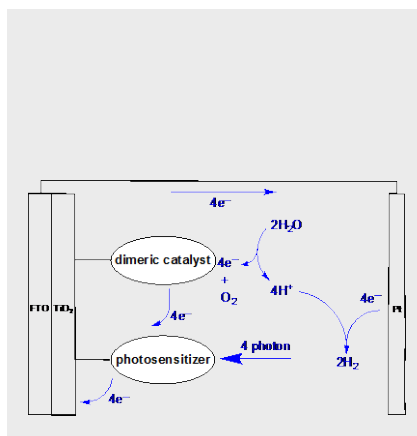 4e⁻
2H₂O
dimeric catalyst
4e⁻
+
O₂
4H⁺
FTO
TiO₂
4e⁻
4e⁻
Pt
4 photon
photosensitizer
2H₂
4e⁻